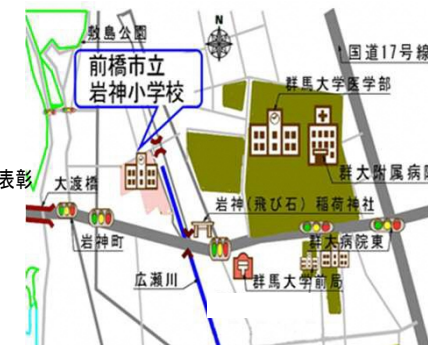 敷島公園
N
国道17号線
前橋市立
岩神小学校
群馬大学医学部
表彰
大渡橋
群大附属病院
岩神(飛び石) 稲荷神社
岩神町
群大病院東
広瀬川
群馬大学前局